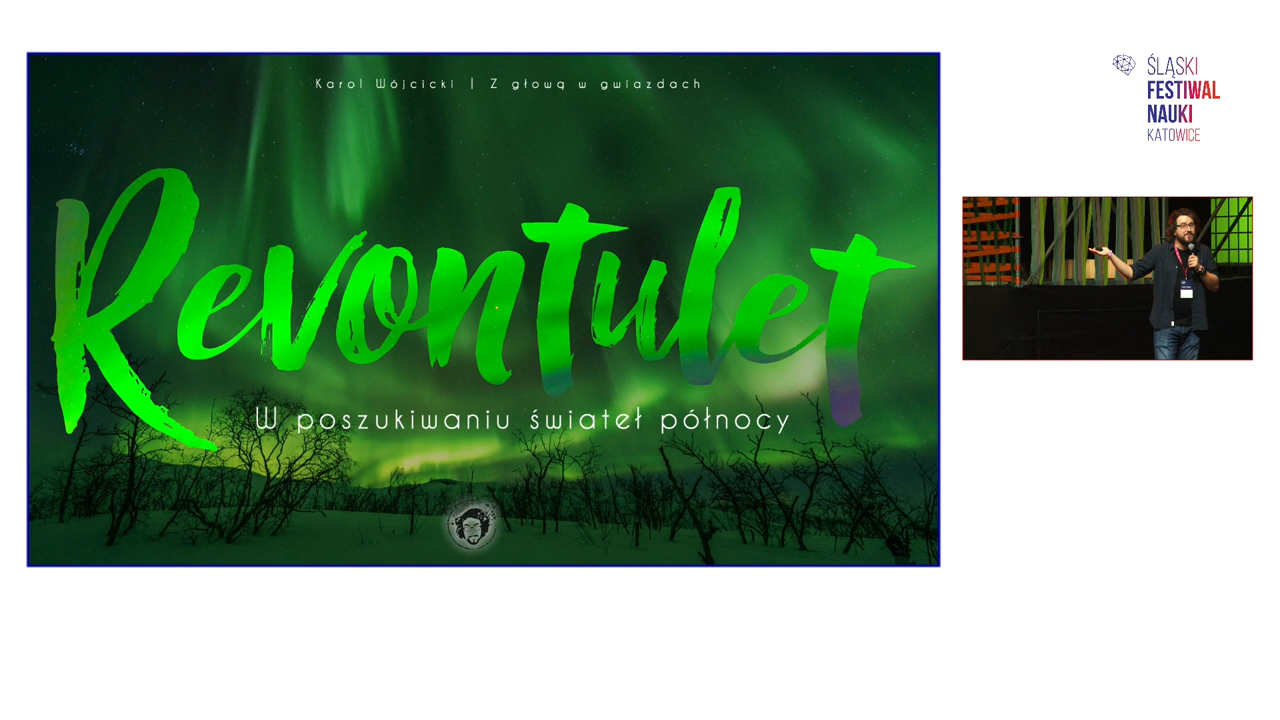 Karol Wójcicki | Z głową w gwiazdach
Revontulet
W poszukiwaniu świateł północy
ŚLĄSKI
FESTIWAL
NAUKI
KATOWICE